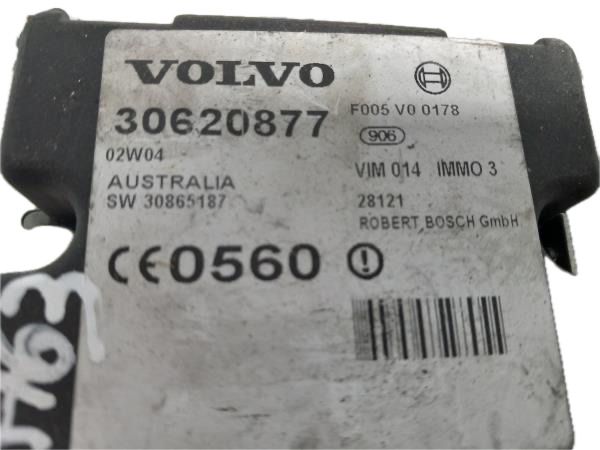 VOLVO
30620877
02W04
AUSTRALIA
SW 30865187
CE0560
F005 V0 0178
906
VIM 014 IMMO 3
28121
ROBERT BOSCH GmbH
163